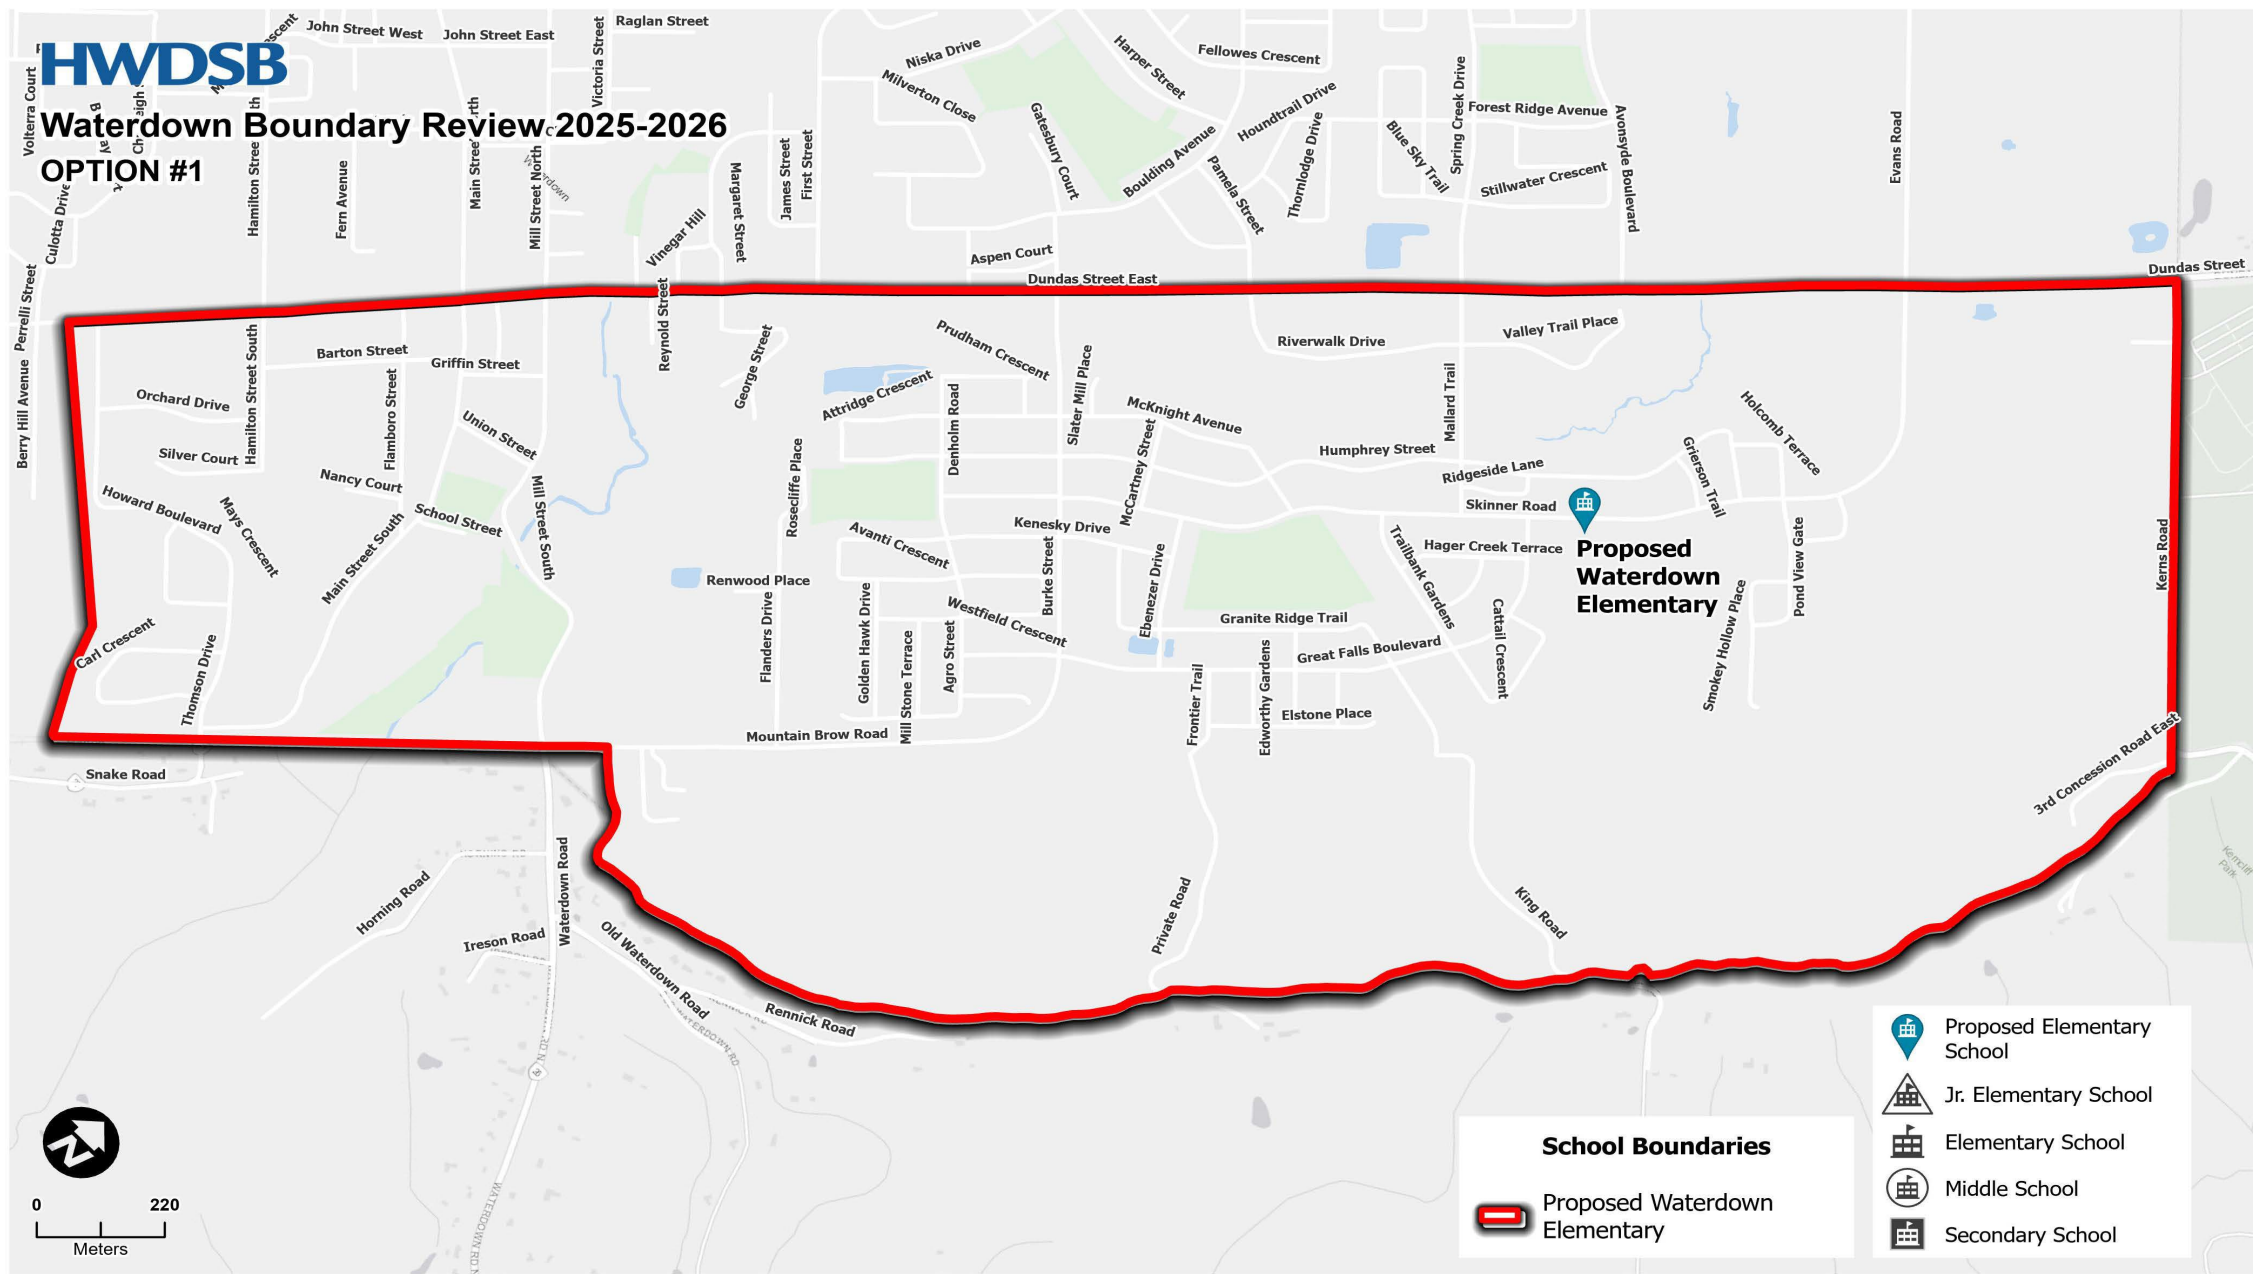 HWDSB
Waterdown Boundary Review 2025-2026
OPTION #1
John Street West
John Street East
Victoria Street
Raglan Street
Niska Drive
Milverton Close
Harper Street
Fellowes Crescent
Gatesbury Court
Boulding Avenue
Houndtrail Drive
Thornlodge Drive
Pamela Street
Blue Sky Trail
Spring Creek Drive
Forest Ridge Avenue
Stillwater Crescent
Avonsyde Boulevard
Evans Road
Volterra Court
Culotta Drive
Perrelli Street
Berry Hill Avenue
Fern Avenue
Mill Street North
Vinegar Hill
Margaret Street
James Street
First Street
Aspen Court
Dundas Street East
Dundas Street
Reynold Street
George Street
Barton Street
Griffin Street
Orchard Drive
Hamilton Street South
Silver Court
Flamboro Street
Union Street
Nancy Court
School Street
Mill Street South
Howard Boulevard
Mays Crescent
Main Street South
Carl Crescent
Thomson Drive
Prudham Crescent
Attridge Crescent
Denholm Road
Slater Mill Place
McKnight Avenue
McCartney Street
Riverwalk Drive
Valley Trail Place
Mallard Trail
Humphrey Street
Ridgeside Lane
Skinner Road
Grierson Trail
Holcomb Terrace
Rosecliffe Place
Avanti Crescent
Kenesky Drive
Burke Street
Ebenezer Drive
Trailbank Gardens
Hager Creek Terrace
Proposed
Waterdown
Elementary
Pond View Gate
Smokey Hollow Place
Kerns Road
Renwood Place
Flanders Drive
Golden Hawk Drive
Mill Stone Terrace
Agro Street
Westfield Crescent
Granite Ridge Trail
Great Falls Boulevard
Cattail Crescent
Frontier Trail
Edworthy Gardens
Elstone Place
Mountain Brow Road
3rd Concession Road East
Snake Road
Horning Road
Ireson Road
Waterdown Road
Old Waterdown Road
Rennick Road
Private Road
King Road
WATERDOWN RD
0
220
Meters
School Boundaries
Proposed Waterdown
Elementary
Proposed Elementary
School
Jr. Elementary School
Elementary School
Middle School
Secondary School